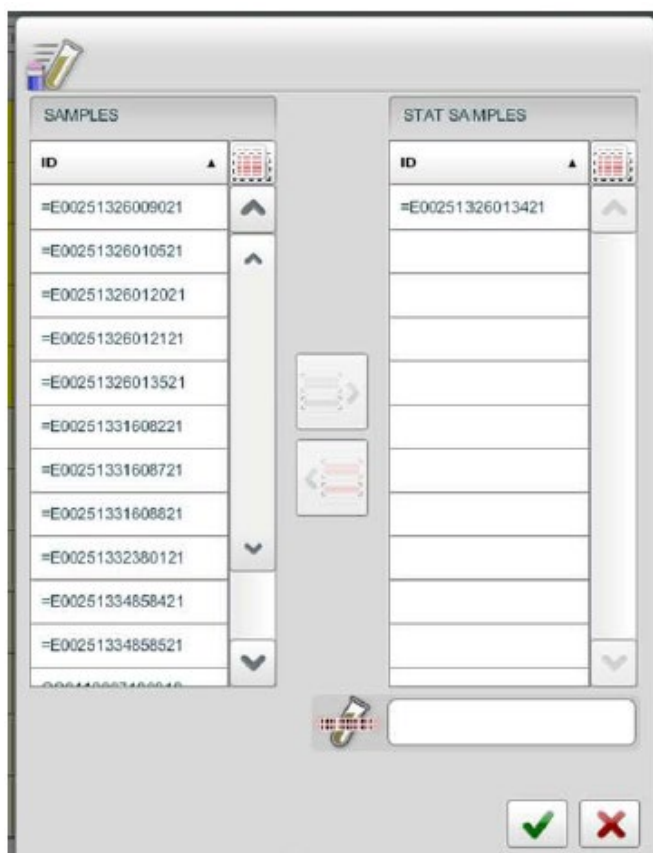 SAMPLES
ID
=E00251326009021
=E00251326010521
=E00251326012021
=E00251326012121
=E00251326013521
=E00251331608221
=E00251331608721
=E00251331608821
=E00251332380121
=E00251334858421
=E00251334858521
STAT SAMPLES
ID
=E00251326013421